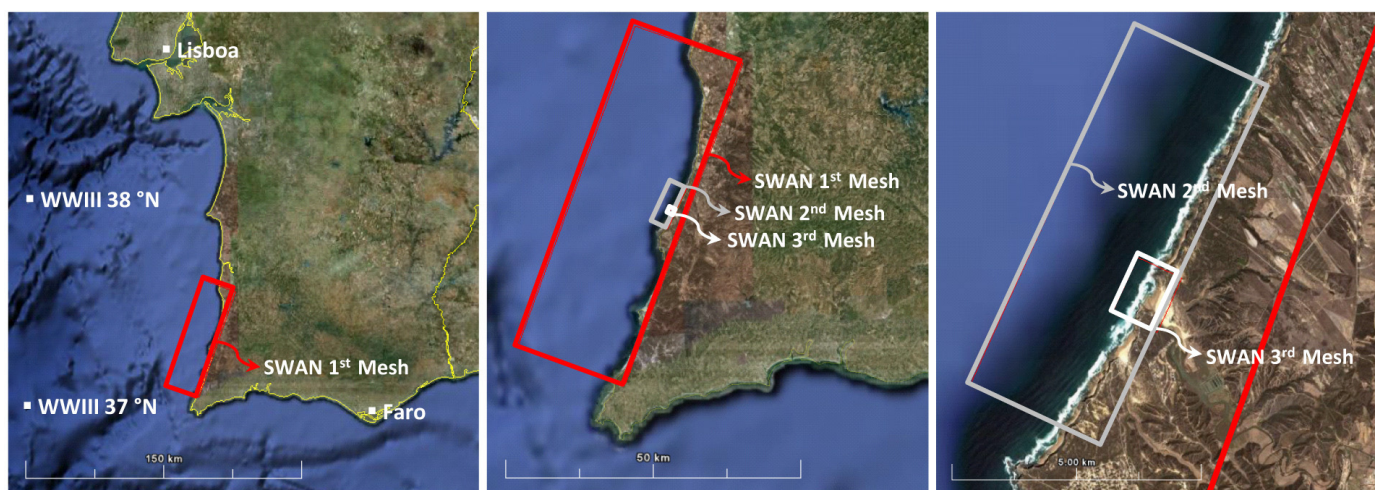 Lisboa
WWIII 38 °N
SWAN 1st Mesh
WWIII 37 °N
Faro
150 km
SWAN 1st Mesh
SWAN 2nd Mesh
SWAN 3rd Mesh
50 km
SWAN 2nd Mesh
SWAN 3rd Mesh
5.00 km